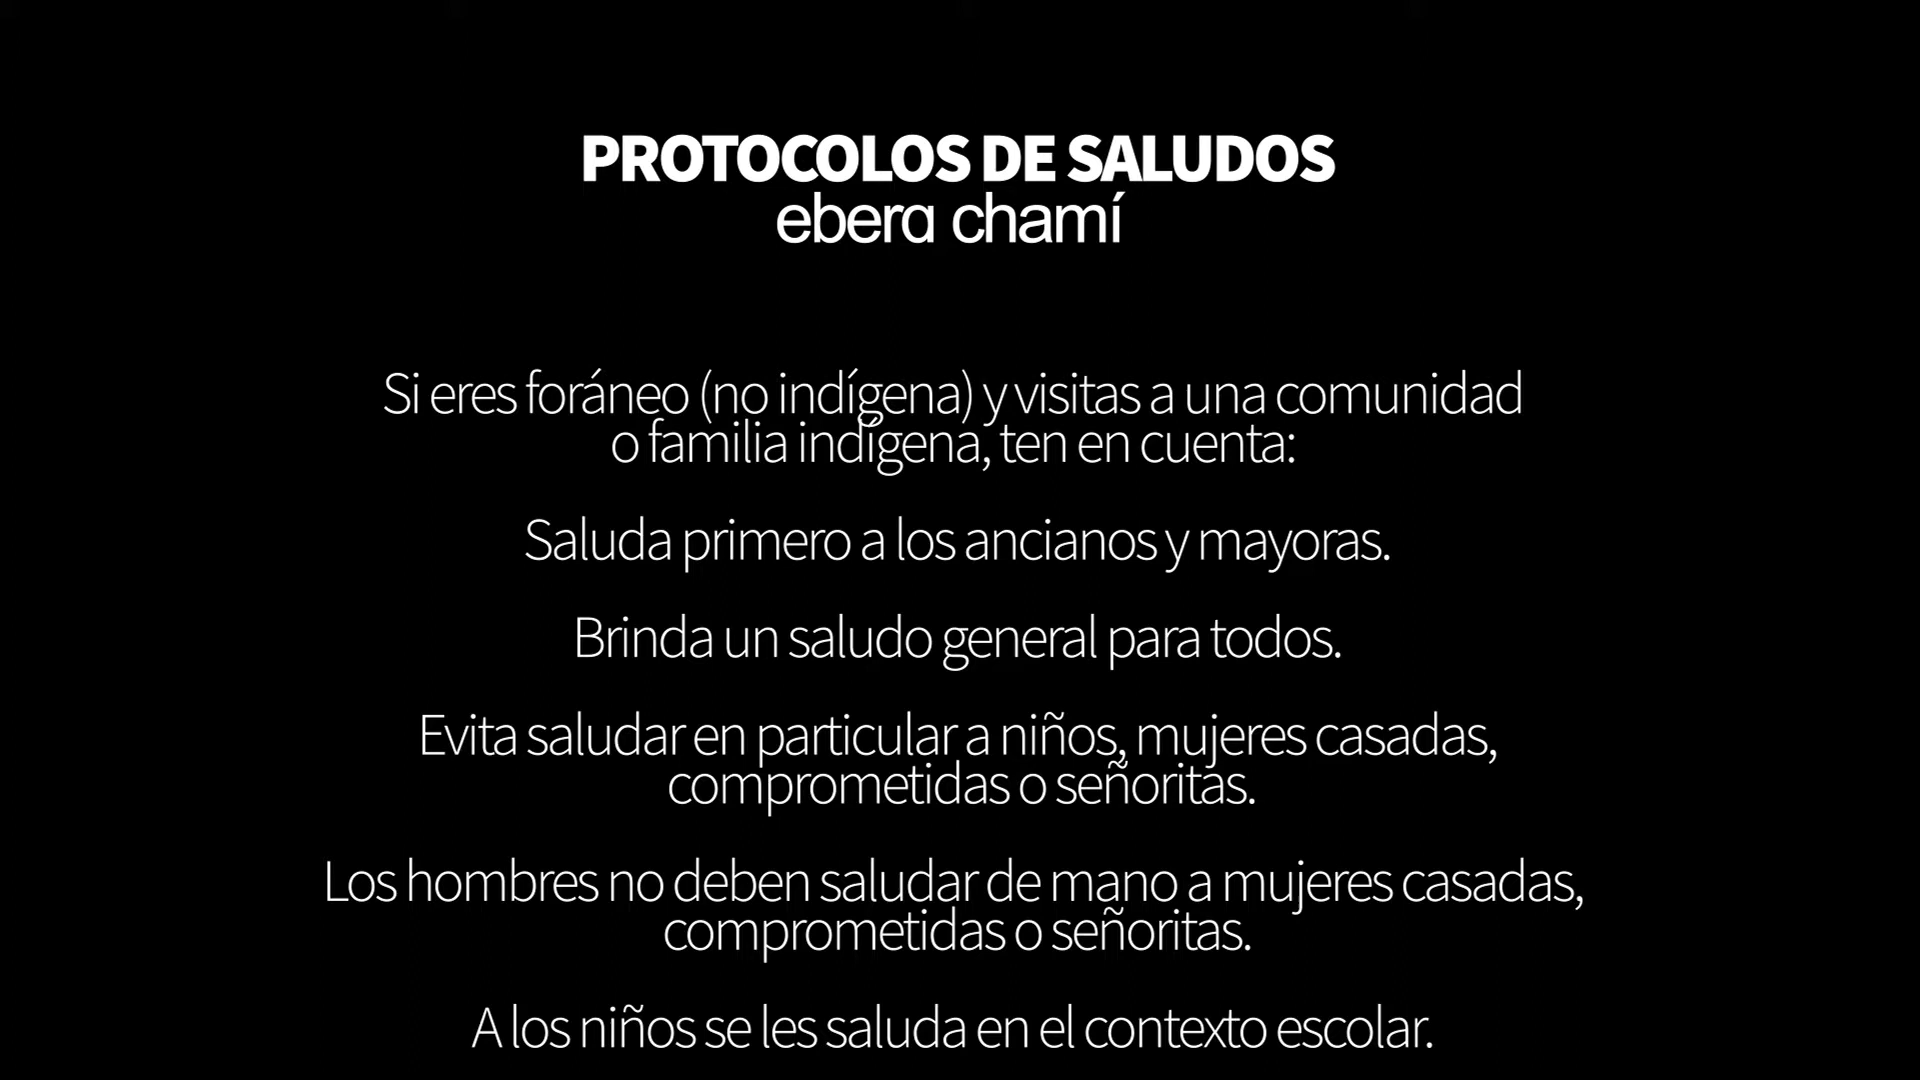 PROTOCOLOS DE SALUDOS
eberɑ chamí
Si eres foráneo (no indígena) y visitas a una comunidad
o familia indígena, ten en cuenta:
Saluda primero a los ancianos y mayoras.
Brinda un saludo general para todos.
Evita saludar en particular a niños, mujeres casadas,
comprometidas o señoritas.
Los hombres no deben saludar de mano a mujeres casadas,
comprometidas o señoritas.
A los niños se les saluda en el contexto escolar.